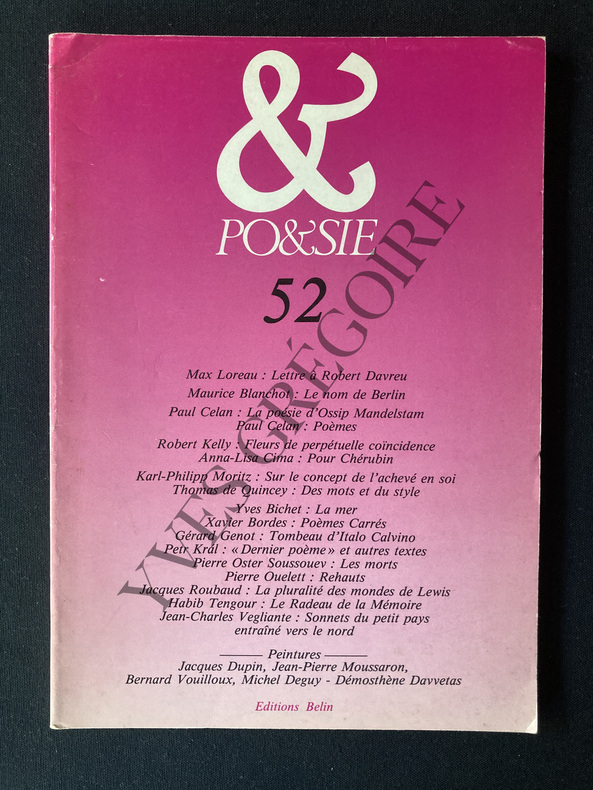 &
PO&SIE
52
Max Loreau : Lettre à Robert Davreu
Maurice Blanchot : Le nom de Berlin
Paul Celan : La poésie d'Ossip Mandelstam
Paul Celan : Poèmes
Robert Kelly : Fleurs de perpétuelle coïncidence
Anna-Lisa Cima : Pour Chérubin
Karl-Philipp Moritz : Sur le concept de l'achevé en soi
Thomas de Quincey : Des mots et du style
Yves Bichet : La mer
Xavier Bordes : Poèmes Carrés
Gérard Genot : Tombeau d'Italo Calvino
Petr Král : « Dernier poème » et autres textes
Pierre Oster Soussouev : Les morts
Pierre Ouelett : Rehauts
Jacques Roubaud : La pluralité des mondes de Lewis
Habib Tengour : Le Radeau de la Mémoire
Jean-Charles Vegliante : Sonnets du petit pays
entraîné vers le nord
Peintures
Jacques Dupin, Jean-Pierre Moussaron,
Bernard Vouilloux, Michel Deguy - Démosthène Davvetas
Editions Belin
YVES GRÉGOIRE